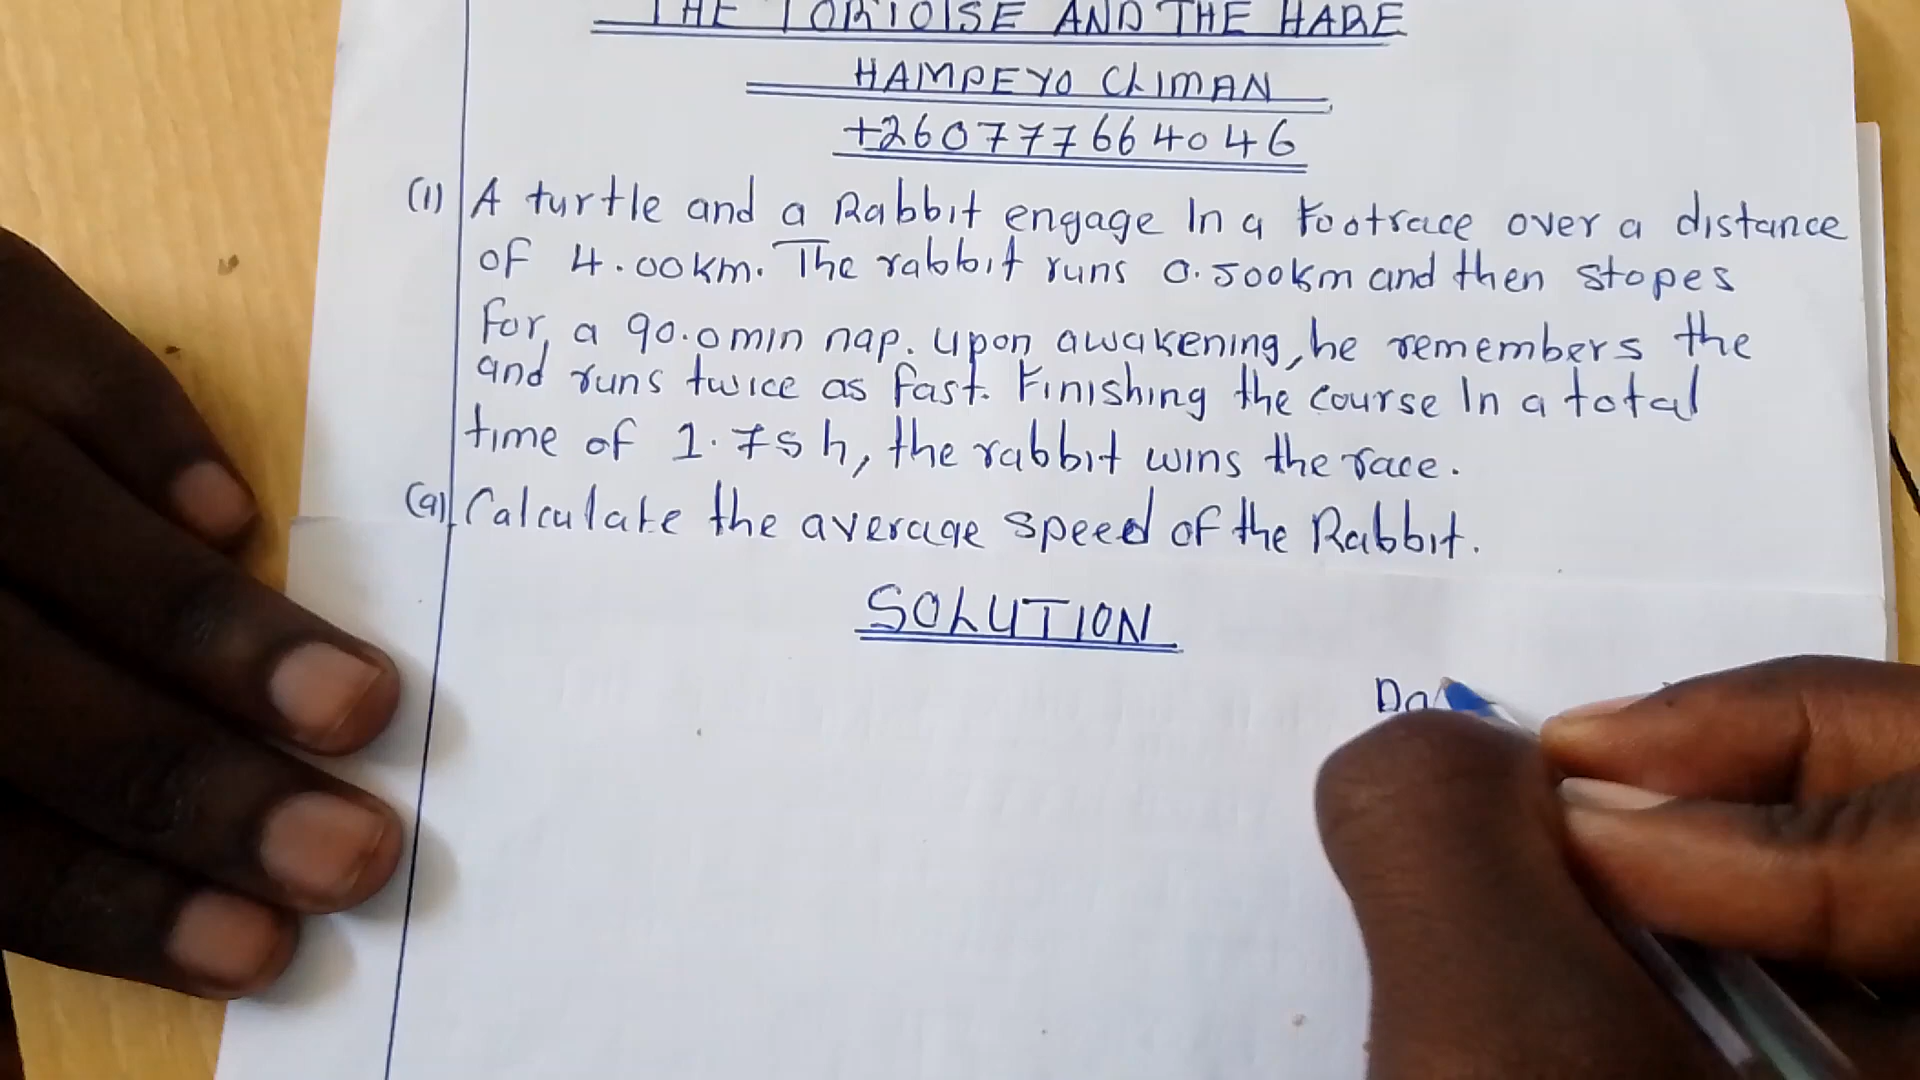 THE TORTOISE AND THE HARE
HAMPEYO CLIMAN
+260777664046
(1) A turtle and a Rabbit engage In a footrace over a distance
of 4.00km. The rabbit runs 0.500km and then stopes
for a 90.0min nap. upon awakening, he remembers the
and runs twice as fast. Finishing the course In a total
time of 1.75h, the rabbit wins the race.
(a) Calculate the average speed of the Rabbit.
SOLUTION
Da